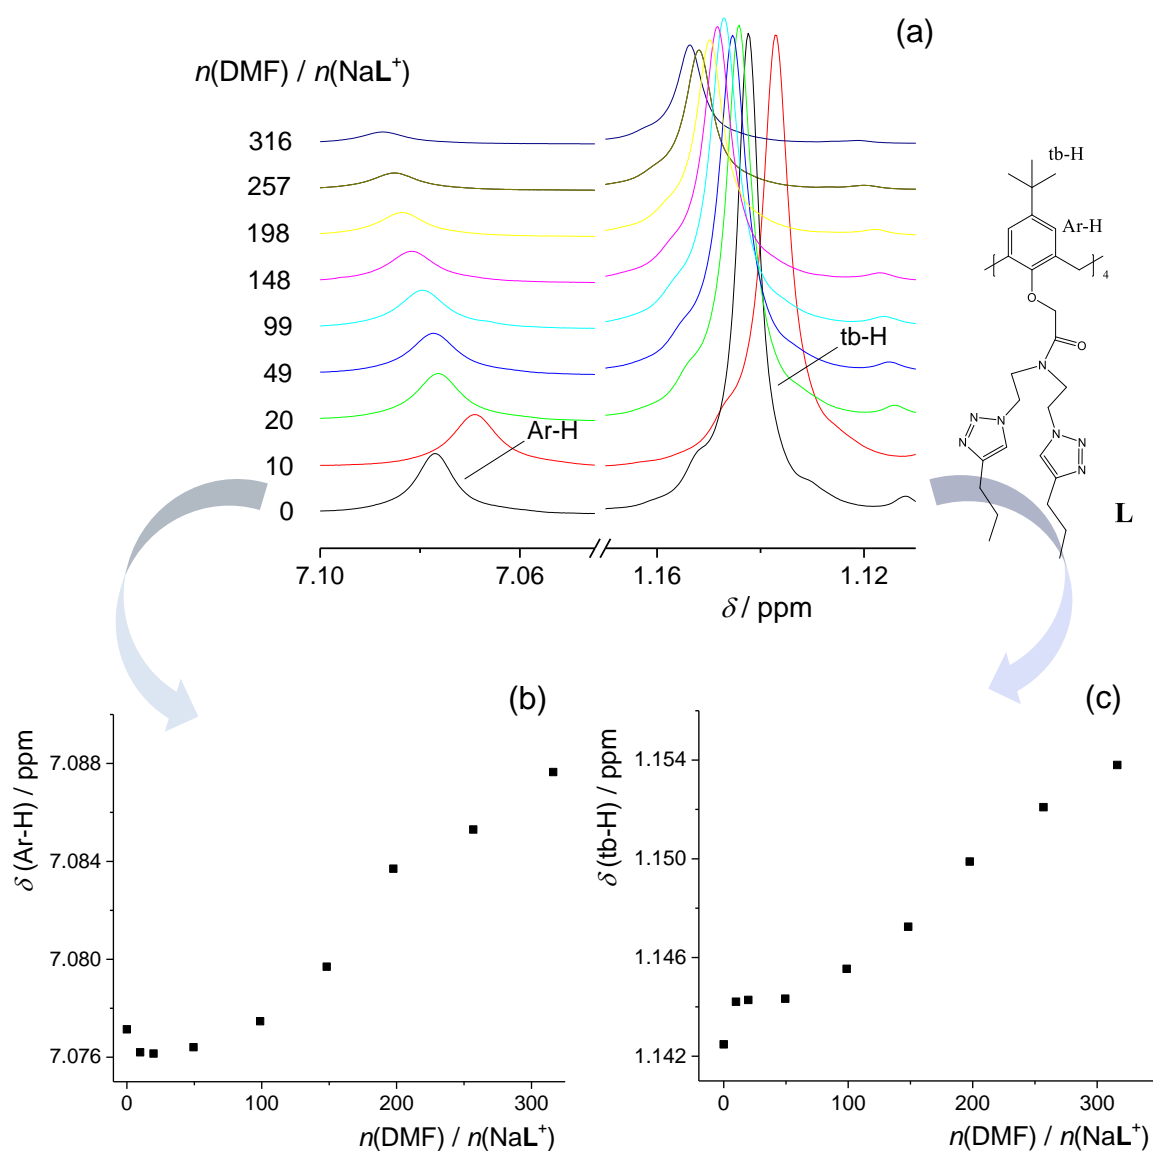 (a)
n(DMF) / n(NaL⁺)
316
257
198
148
99
49
20
10
0
Ar-H
tb-H
7.10
7.06
1.16
1.12
δ / ppm
tb-H
Ar-H
4
O
O
N
N
N
N
N
N
N
L
(b)
δ (Ar-H) / ppm
7.088
7.084
7.080
7.076
0
100
200
300
n(DMF) / n(NaL⁺)
(c)
δ (tb-H) / ppm
1.154
1.150
1.146
1.142
0
100
200
300
n(DMF) / n(NaL⁺)